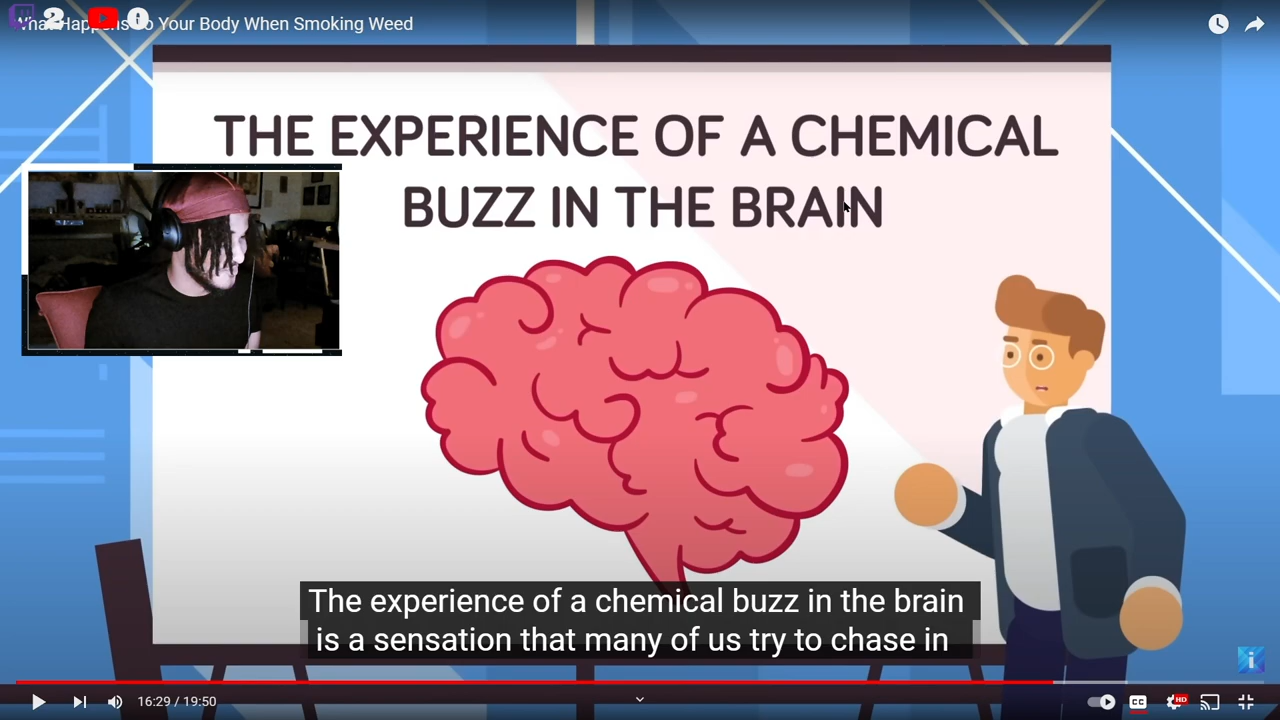 What Happens To Your Body When Smoking Weed
THE EXPERIENCE OF A CHEMICAL
BUZZ IN THE BRAIN
The experience of a chemical buzz in the brain
is a sensation that many of us try to chase in
16:29 / 19:50
CC
HD